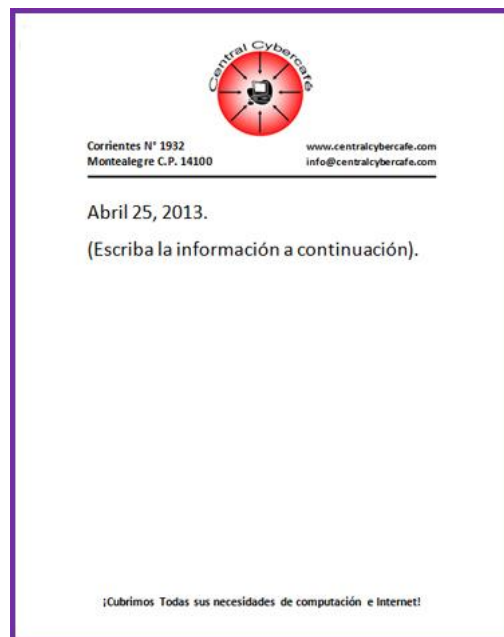 Central Cybercafé
Corrientes N° 1932
www.centralcybercafe.com
Montealegre C.P. 14100
info@centralcybercafe.com
Abril 25, 2013.
(Escriba la información a continuación).
¡Cubrimos Todas sus necesidades de computación e Internet!